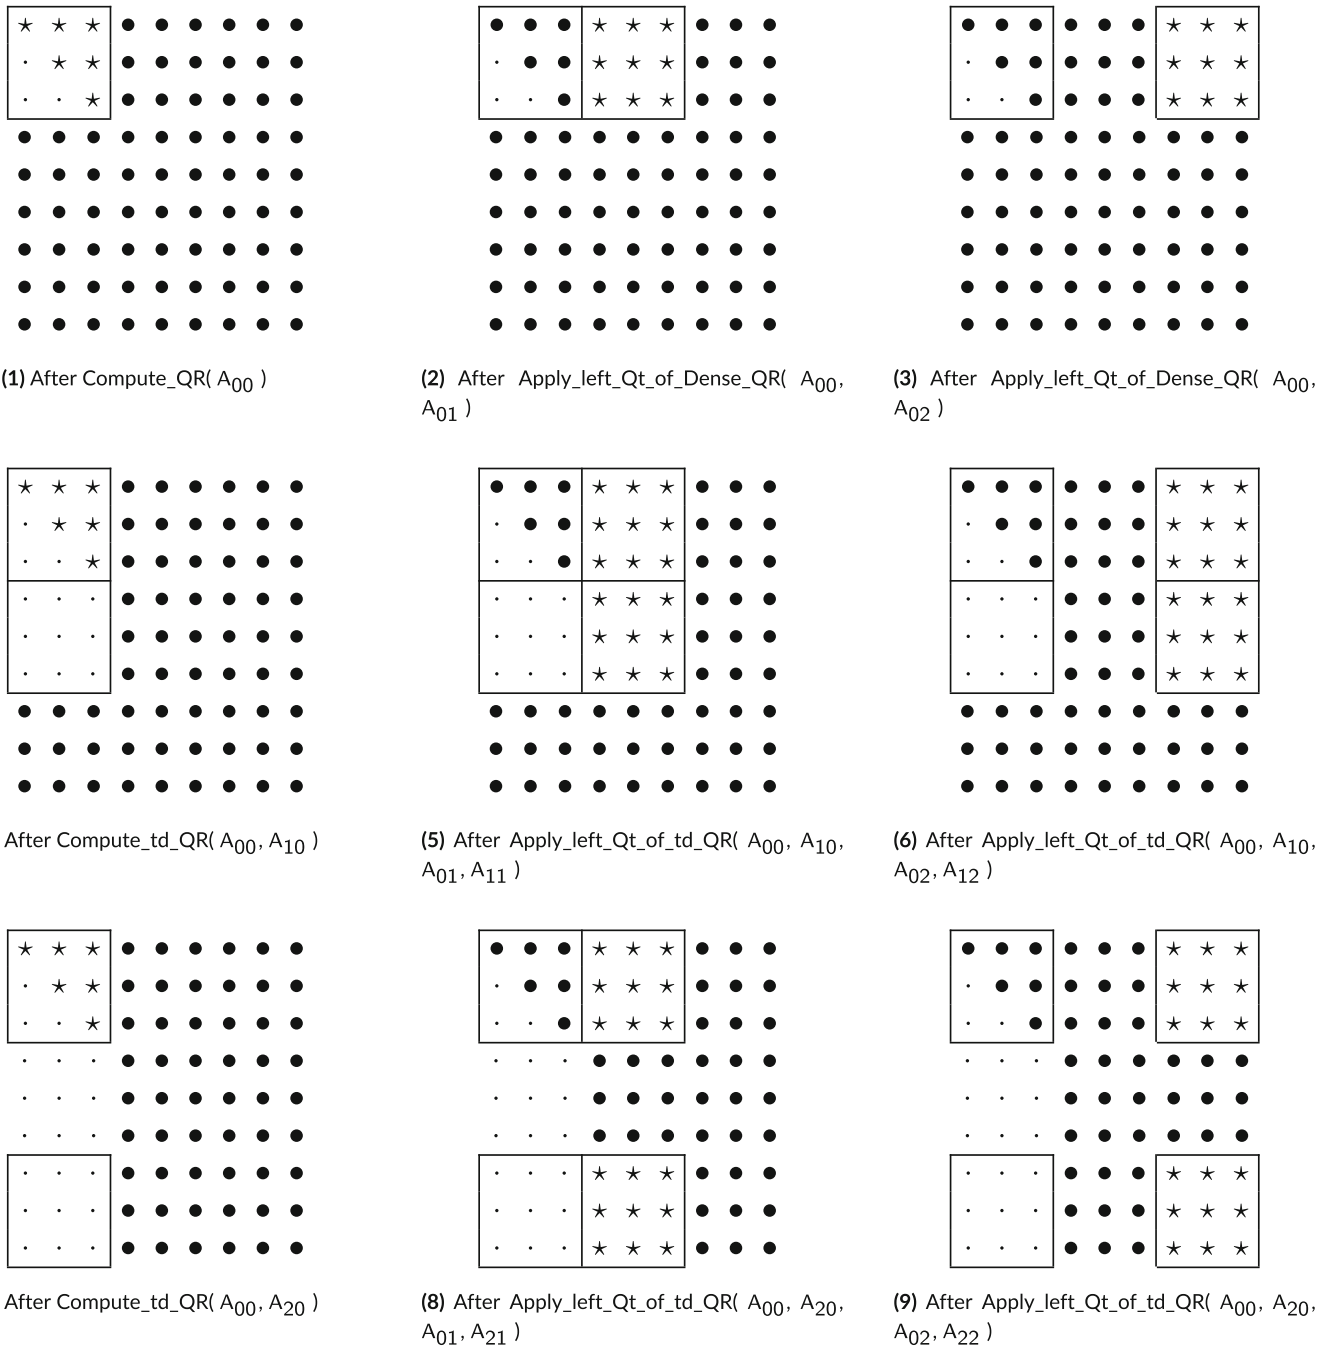 (1) After Compute_QR( A00 )
(2) After Apply_left_Qt_of_Dense_QR( A00,
A01 )
(3) After Apply_left_Qt_of_Dense_QR( A00,
A02 )
After Compute_td_QR( A00, A10 )
(5) After Apply_left_Qt_of_td_QR( A00, A10,
A01, A11 )
(6) After Apply_left_Qt_of_td_QR( A00, A10,
A02, A12 )
After Compute_td_QR( A00, A20 )
(8) After Apply_left_Qt_of_td_QR( A00, A20,
A01, A21 )
(9) After Apply_left_Qt_of_td_QR( A00, A20,
A02, A22 )